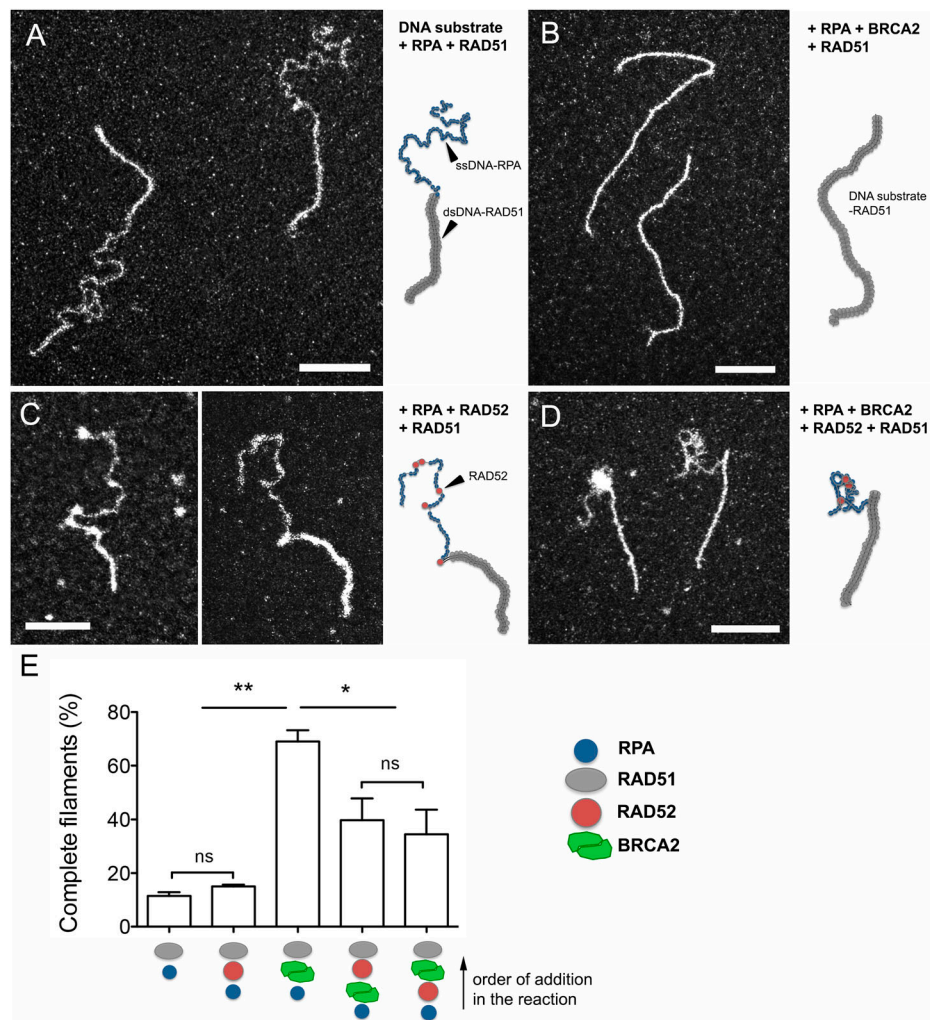 A
DNA substrate
+ RPA + RAD51
ssDNA-RPA
dsDNA-RAD51
B
+ RPA + BRCA2
+ RAD51
DNA substrate
-RAD51
C
+ RPA + RAD52
+ RAD51
RAD52
D
+ RPA + BRCA2
+ RAD52 + RAD51
E
Complete filaments (%)
80
60
40
20
0
**
*
ns
ns
order of addition
in the reaction
RPA
RAD51
RAD52
BRCA2